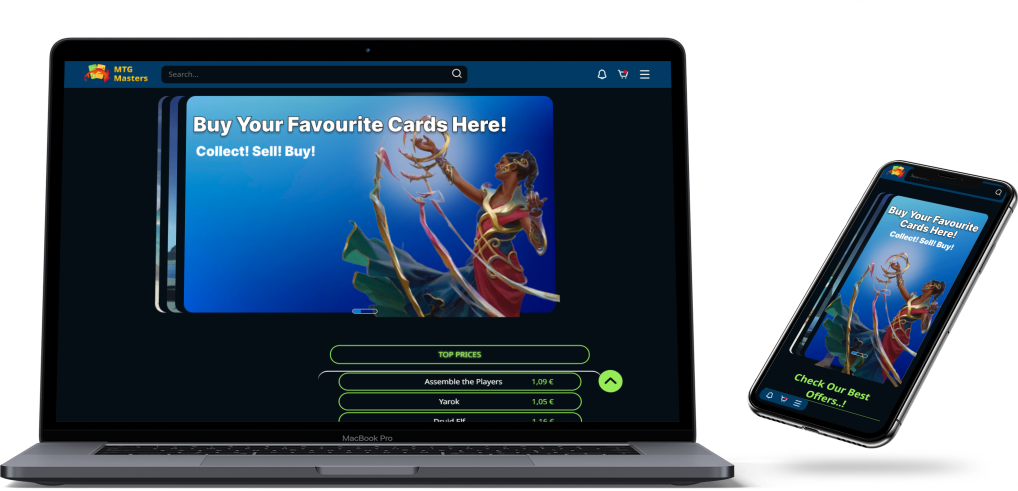 MTG
Masters
Search...
Buy Your Favourite Cards Here!
Collect! Sell! Buy!
TOP PRICES
Assemble the Players 1,09 €
Yarok 1,05 €
Druid Elf 1,16 €
MacBook Pro
Buy Your Favourite
Cards Here!
Collect! Sell! Buy!
Check Our Best
Offers..!